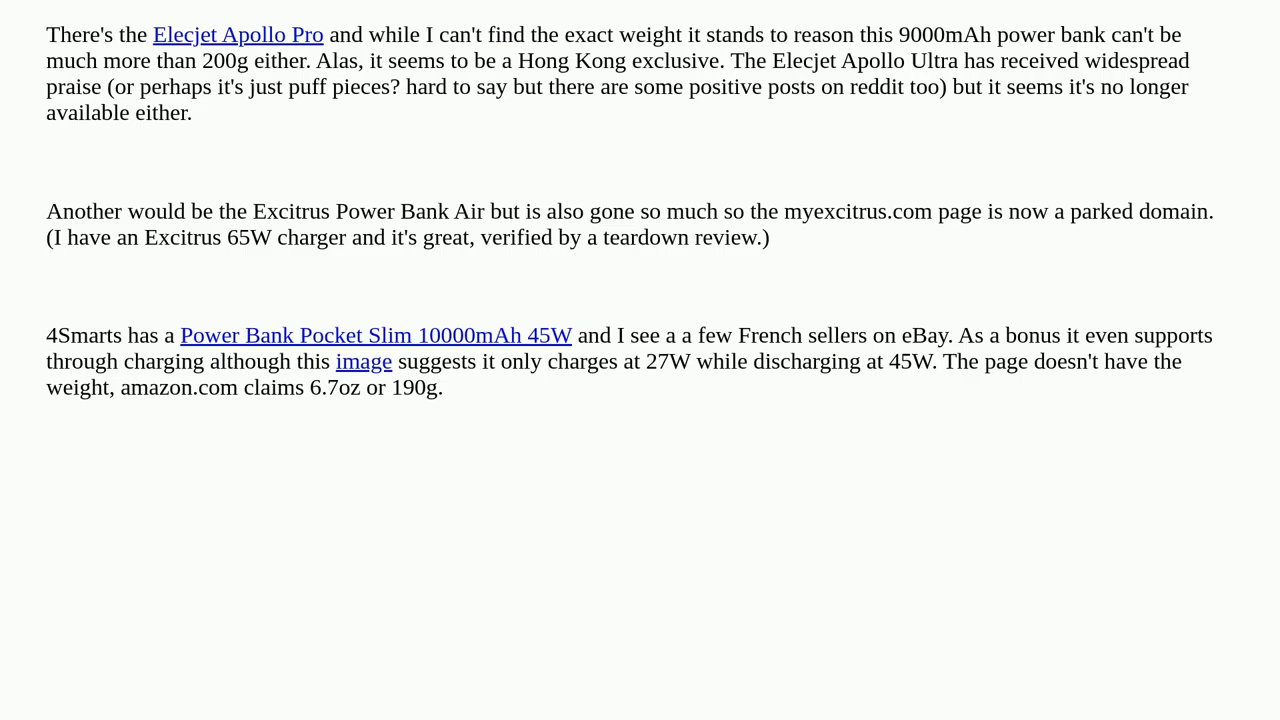 There's the Elecjet Apollo Pro and while I can't find the exact weight it stands to reason this 9000mAh power bank can't be
much more than 200g either. Alas, it seems to be a Hong Kong exclusive. The Elecjet Apollo Ultra has received widespread
praise (or perhaps it's just puff pieces? hard to say but there are some positive posts on reddit too) but it seems it's no longer
available either.
Another would be the Excitrus Power Bank Air but is also gone so much so the myexcitrus.com page is now a parked domain.
(I have an Excitrus 65W charger and it's great, verified by a teardown review.)
4Smarts has a Power Bank Pocket Slim 10000mAh 45W and I see a a few French sellers on eBay. As a bonus it even supports
through charging although this image suggests it only charges at 27W while discharging at 45W. The page doesn't have the
weight, amazon.com claims 6.7oz or 190g.